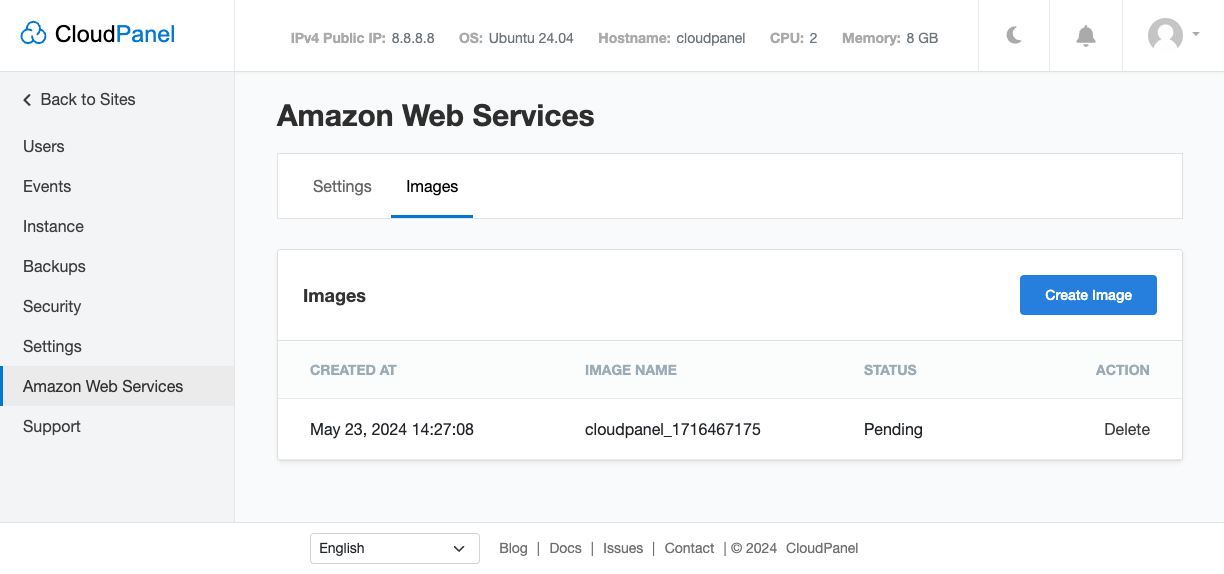 CloudPanel
IPv4 Public IP: 8.8.8.8 OS: Ubuntu 24.04 Hostname: cloudpanel CPU: 2 Memory: 8 GB
Back to Sites
Users
Events
Instance
Backups
Security
Settings
Amazon Web Services
Support
Amazon Web Services
Settings Images
Images
Create Image
CREATED AT IMAGE NAME STATUS ACTION
May 23, 2024 14:27:08 cloudpanel_1716467175 Pending Delete
English
Blog | Docs | Issues | Contact | © 2024 CloudPanel